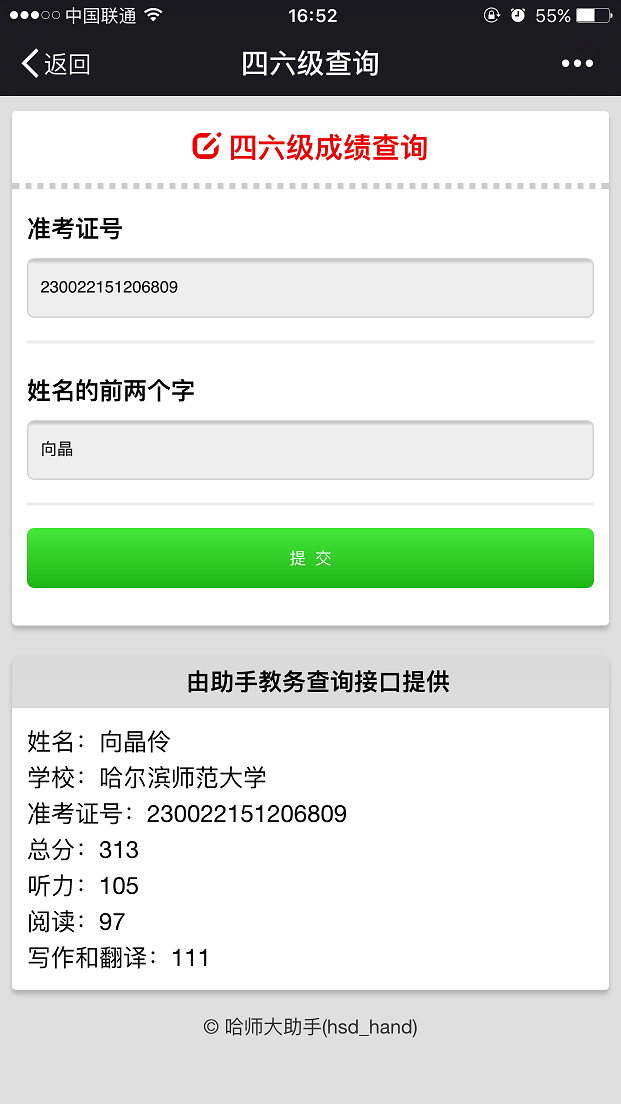 中国联通 16:52 55%
返回 四六级查询
四六级成绩查询
准考证号
230022151206809
姓名的前两个字
向晶
提 交
由助手教务查询接口提供
姓名：向晶伶
学校：哈尔滨师范大学
准考证号：230022151206809
总分：313
听力：105
阅读：97
写作和翻译：111
© 哈师大助手(hsd_hand)